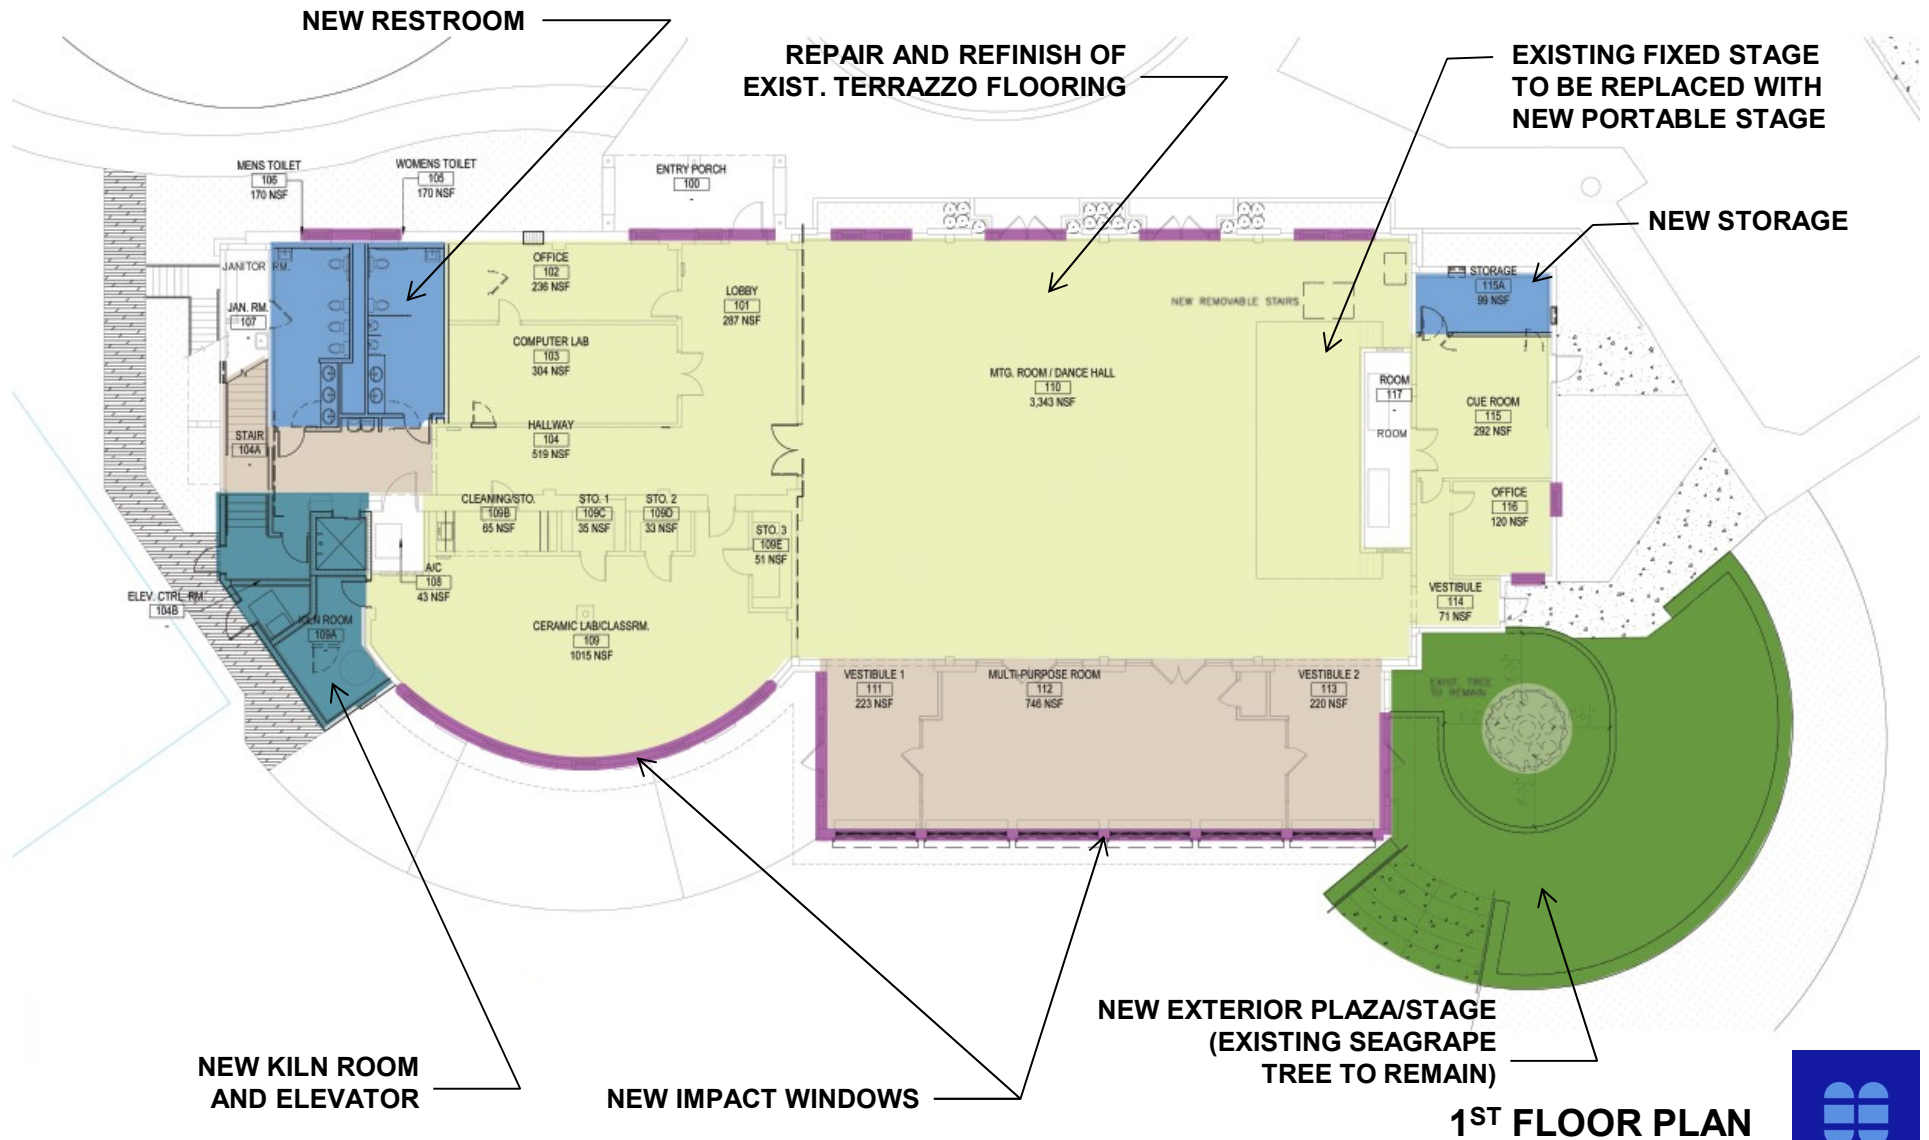 NEW RESTROOM
REPAIR AND REFINISH OF
EXIST. TERRAZZO FLOORING
EXISTING FIXED STAGE
TO BE REPLACED WITH
NEW PORTABLE STAGE
NEW STORAGE
MENS TOILET
106
170 NSF
WOMENS TOILET
105
170 NSF
ENTRY PORCH
100
-
JANITOR RM.
JAN. RM.
107
OFFICE
102
236 NSF
LOBBY
101
287 NSF
COMPUTER LAB
103
304 NSF
HALLWAY
104
519 NSF
STAIR
104A
-
NEW REMOVABLE STAIRS
MTG. ROOM / DANCE HALL
110
3,343 NSF
STORAGE
115A
99 NSF
ROOM
117
-
ROOM
CUE ROOM
115
292 NSF
OFFICE
116
120 NSF
VESTIBULE
114
71 NSF
CLEANING/STO.
109B
65 NSF
STO. 1
109C
35 NSF
STO. 2
109D
33 NSF
STO. 3
109E
51 NSF
A/C
108
43 NSF
ELEV. CTRL. RM.
104B
-
KILN ROOM
109A
CERAMIC LAB/CLASSRM.
109
1015 NSF
VESTIBULE 1
111
223 NSF
MULTI-PURPOSE ROOM
112
746 NSF
VESTIBULE 2
113
220 NSF
EXIST. TREE
TO REMAIN
NEW KILN ROOM
AND ELEVATOR
NEW IMPACT WINDOWS
NEW EXTERIOR PLAZA/STAGE
(EXISTING SEAGRAPE
TREE TO REMAIN)
1ST FLOOR PLAN